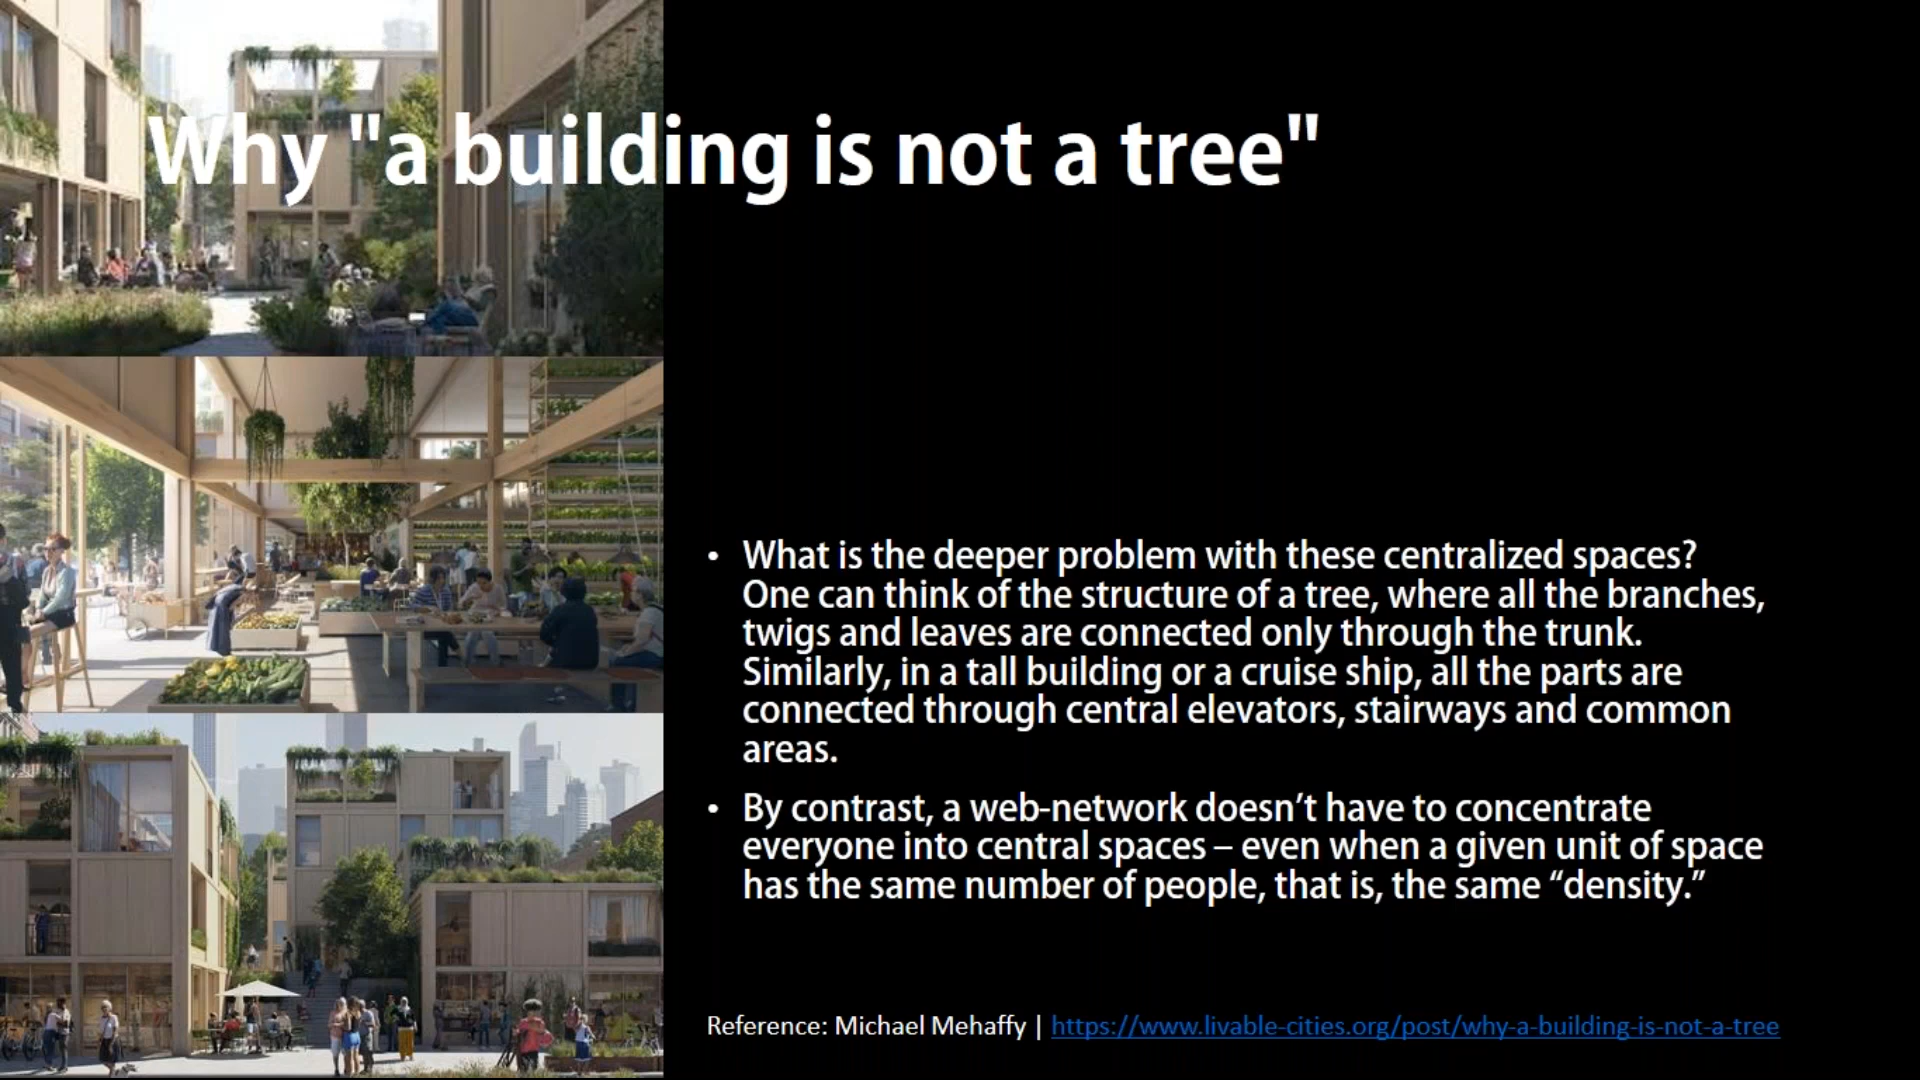 Why "a building is not a tree"
• What is the deeper problem with these centralized spaces?
One can think of the structure of a tree, where all the branches,
twigs and leaves are connected only through the trunk.
Similarly, in a tall building or a cruise ship, all the parts are
connected through central elevators, stairways and common
areas.
• By contrast, a web-network doesn’t have to concentrate
everyone into central spaces – even when a given unit of space
has the same number of people, that is, the same “density.”
Reference: Michael Mehaffy | https://www.livable-cities.org/post/why-a-building-is-not-a-tree